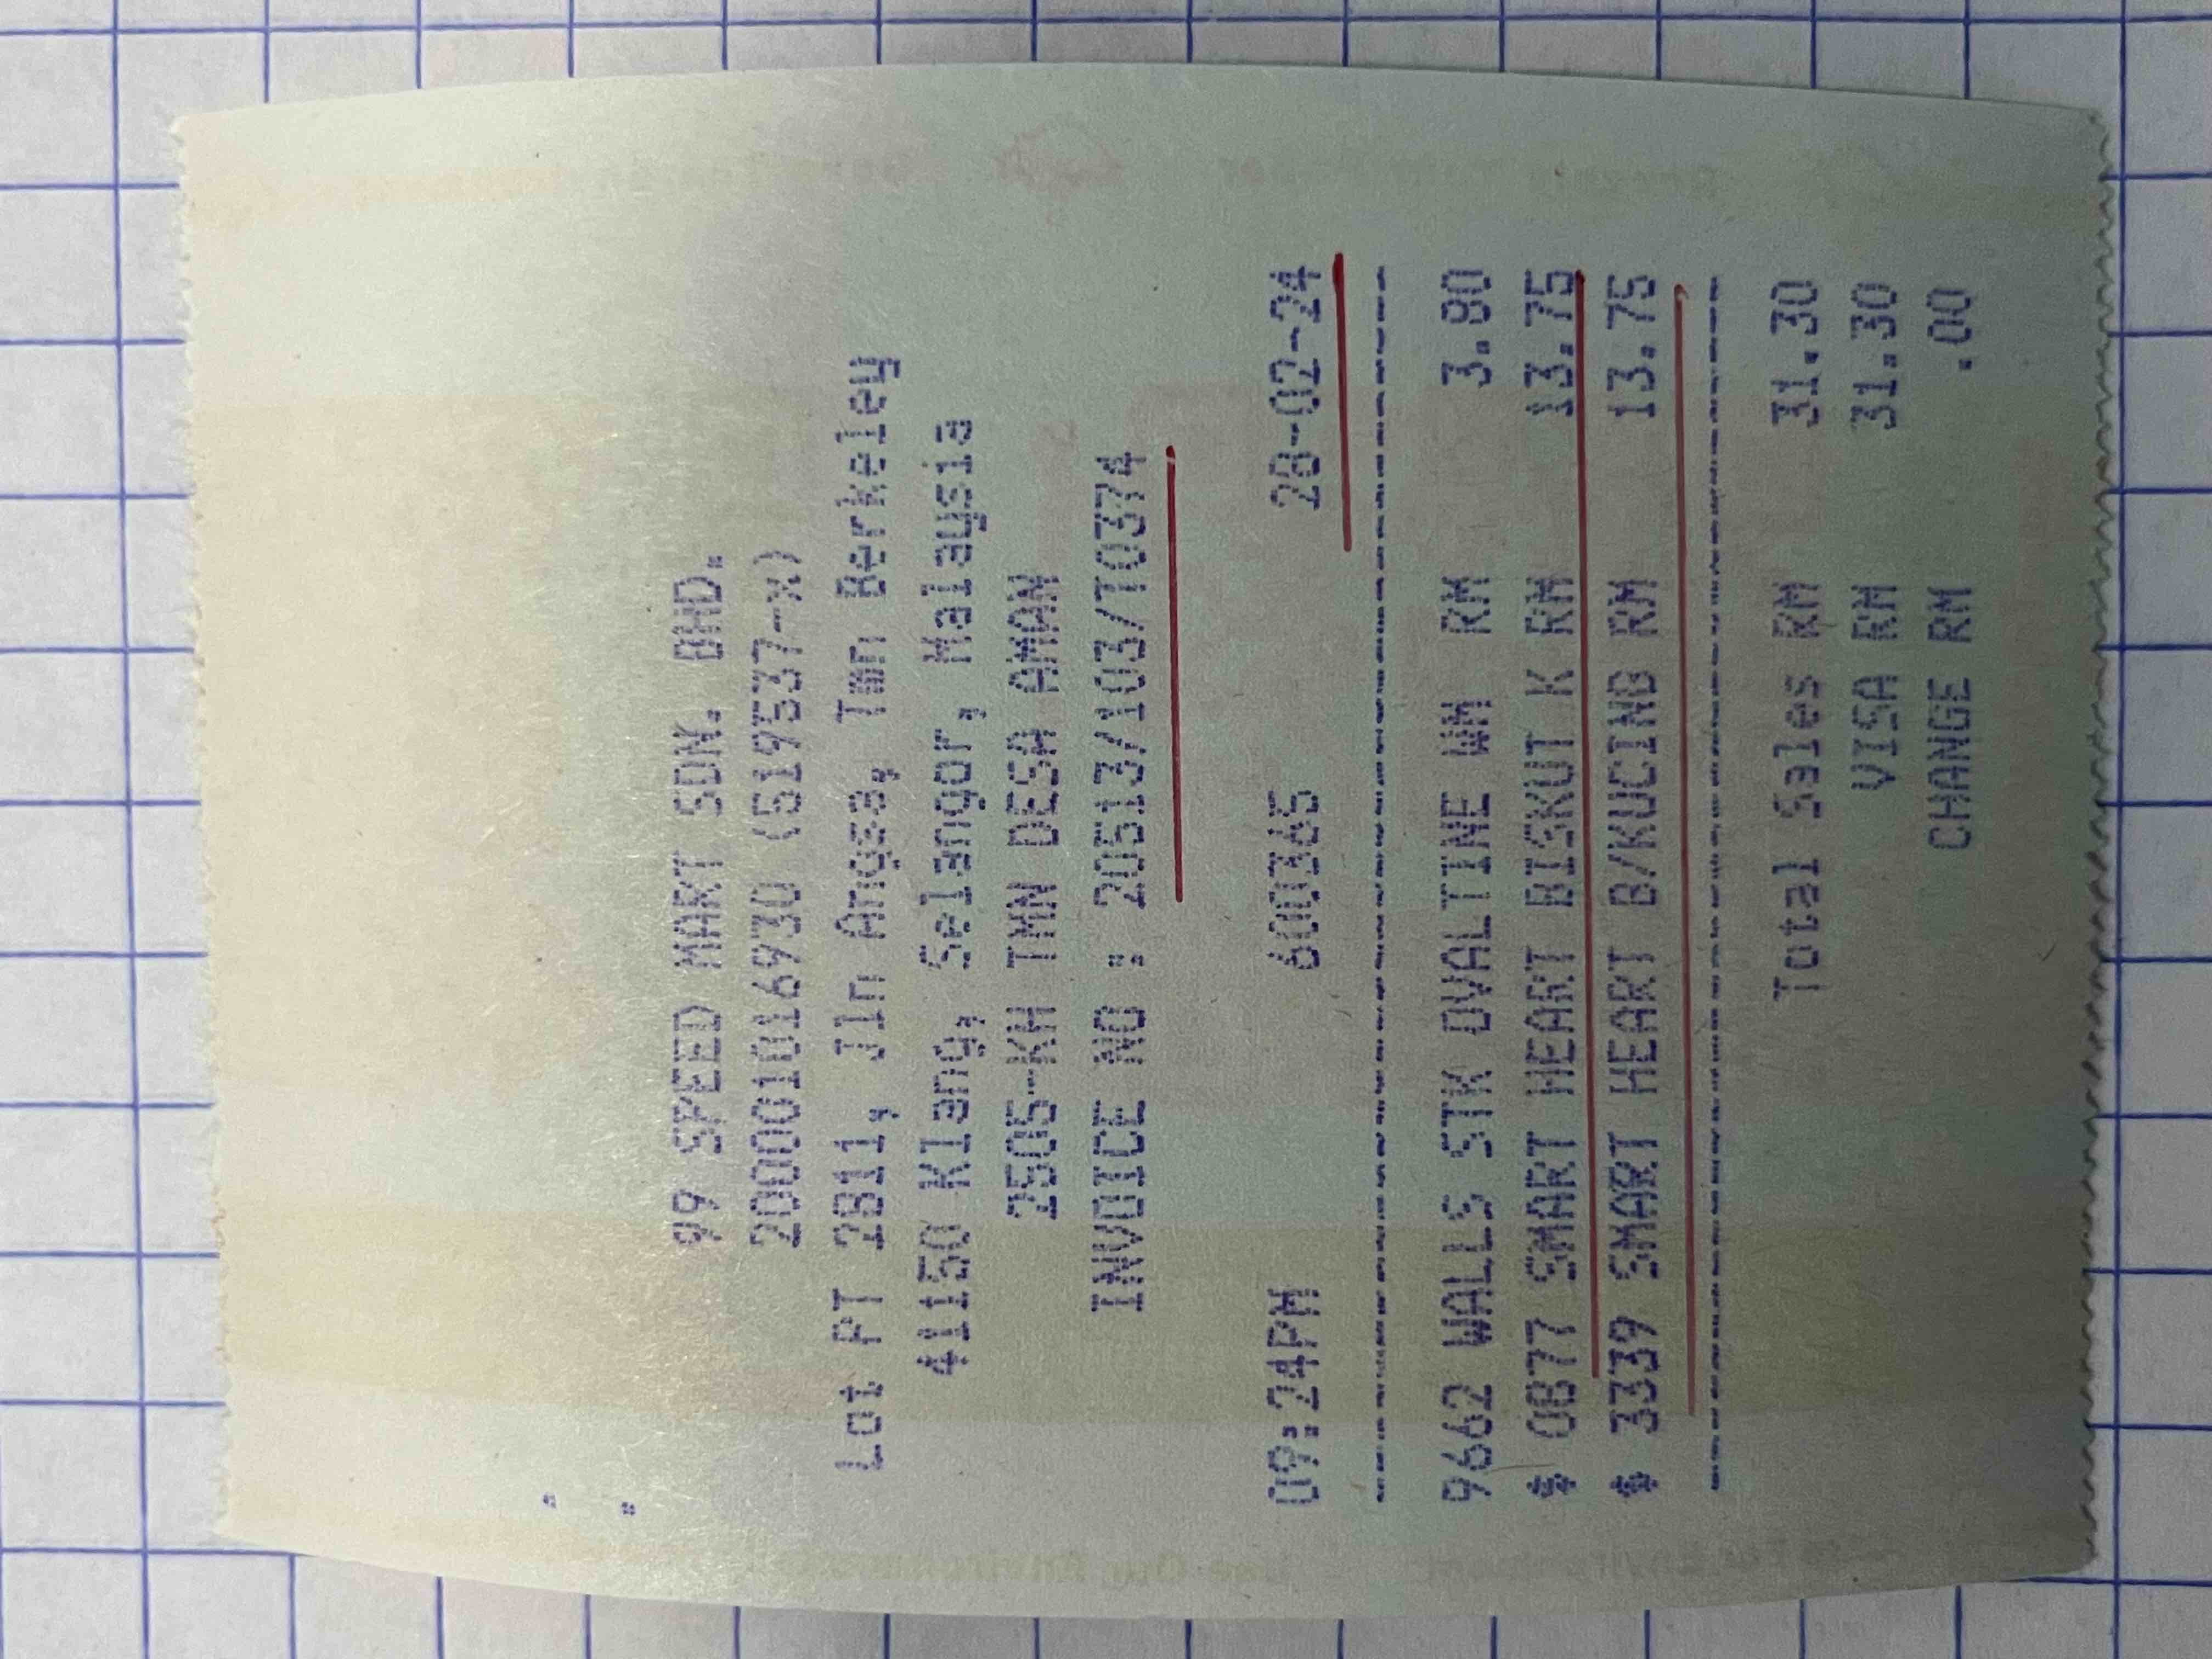 99 SPEED MART SDN. BHD.
200001016930 (519537-X)
Lot PT 2811, Jln Angsa, Tmn Berkeley
41150 Klang, Selangor, Malaysia
2505-KH TMN DESA AMAN
INVOICE NO : 20513/103/T0374
09:24PM 600365 28-02-24
9662 WALLS STK OVALTINE WM RM 3.80
* 0877 SMART HEART BISKUT K RM 13.75
* 3339 SMART HEART B/KUCING RM 13.75
Total Sales RM 31.30
VISA RM 31.30
CHANGE RM .00